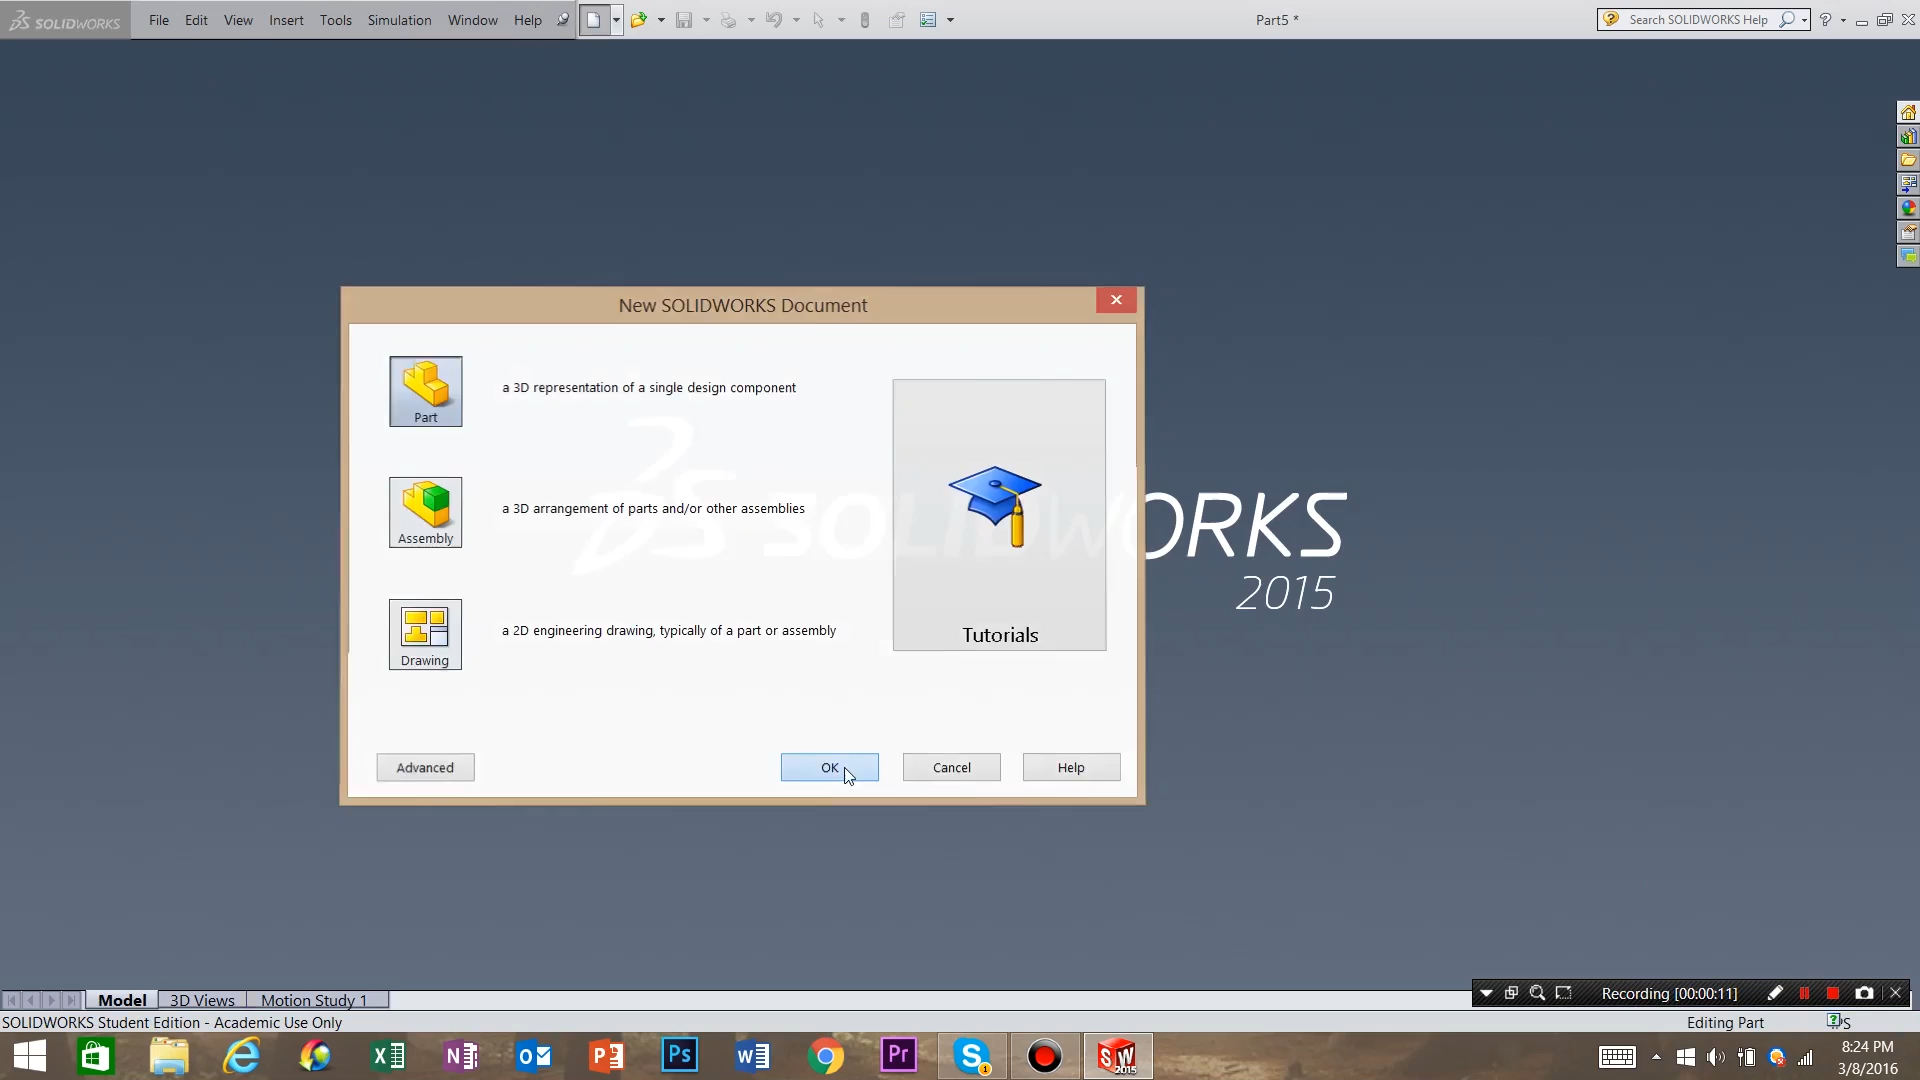 SOLIDWORKS File Edit View Insert Tools Simulation Window Help Part5 * Search SOLIDWORKS Help ?
New SOLIDWORKS Document
Part
a 3D representation of a single design component
Assembly
a 3D arrangement of parts and/or other assemblies
Drawing
a 2D engineering drawing, typically of a part or assembly
Tutorials
SOLIDWORKS
2015
Advanced OK Cancel Help
Model 3D Views Motion Study 1
Recording [00:00:11]
SOLIDWORKS Student Edition - Academic Use Only Editing Part
8:24 PM
3/8/2016